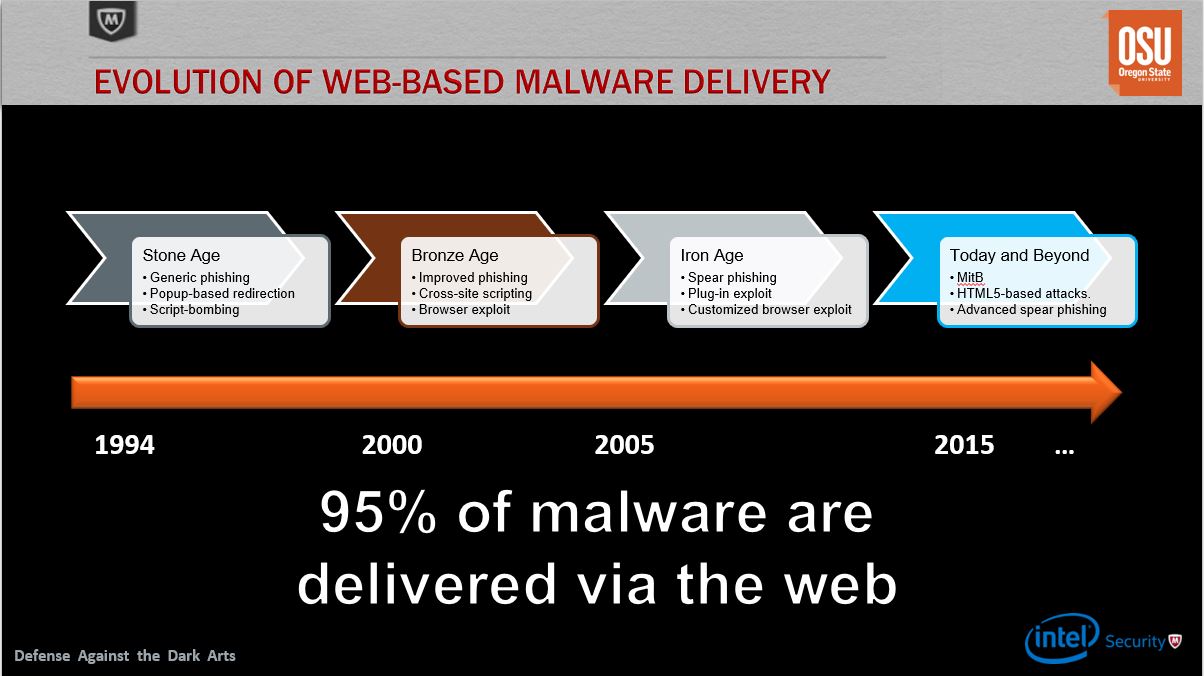 M
OSU
Oregon State
UNIVERSITY
EVOLUTION OF WEB-BASED MALWARE DELIVERY
Stone Age
• Generic phishing
• Popup-based redirection
• Script-bombing
Bronze Age
• Improved phishing
• Cross-site scripting
• Browser exploit
Iron Age
• Spear phishing
• Plug-in exploit
• Customized browser exploit
Today and Beyond
• MitB
• HTML5-based attacks.
• Advanced spear phishing
1994
2000
2005
2015
...
95% of malware are
delivered via the web
Defense Against the Dark Arts
intel Security M